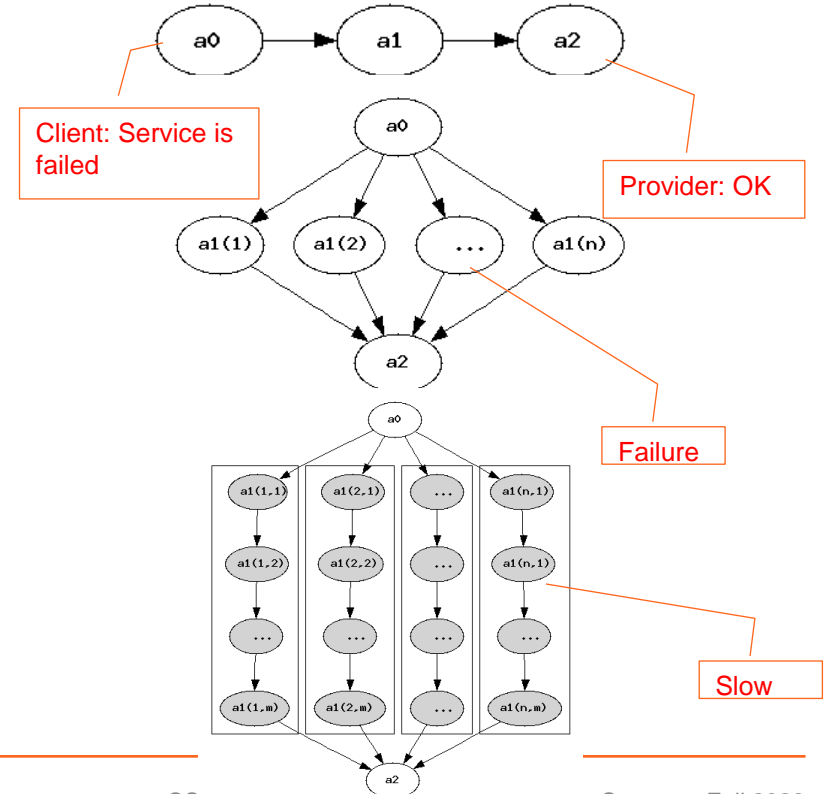 a0 a1 a2
Client: Service is
failed
Provider: OK
a0
a1(1) a1(2) ... a1(n)
a2
Failure
a0
a1(1,1) a1(2,1) ... a1(n,1)
a1(1,2) a1(2,2) ... a1(n,1)
... ... ... ...
a1(1,m) a1(2,m) ... a1(n,m)
Slow
a2